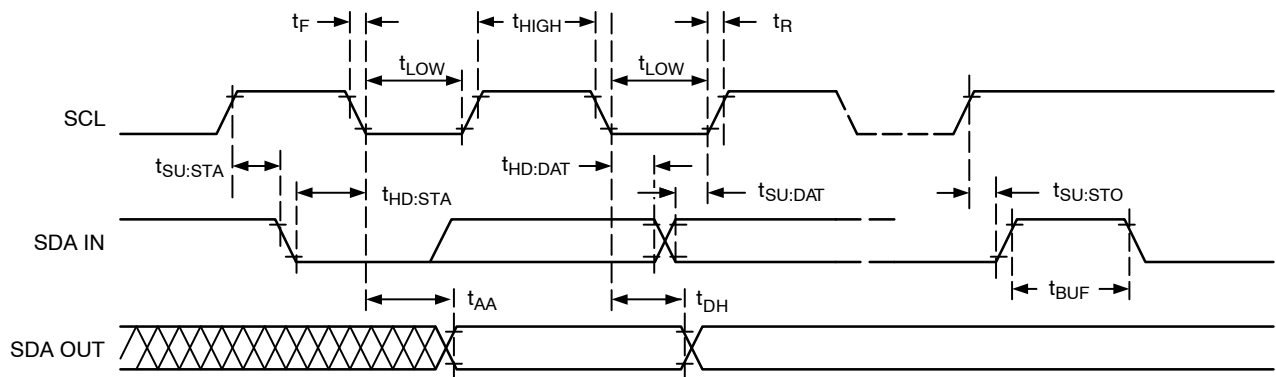 tF
tHIGH
tR
tLOW
tLOW
SCL
tSU:STA
tHD:STA
tHD:DAT
tSU:DAT
tSU:STO
SDA IN
tBUF
tAA
tDH
SDA OUT